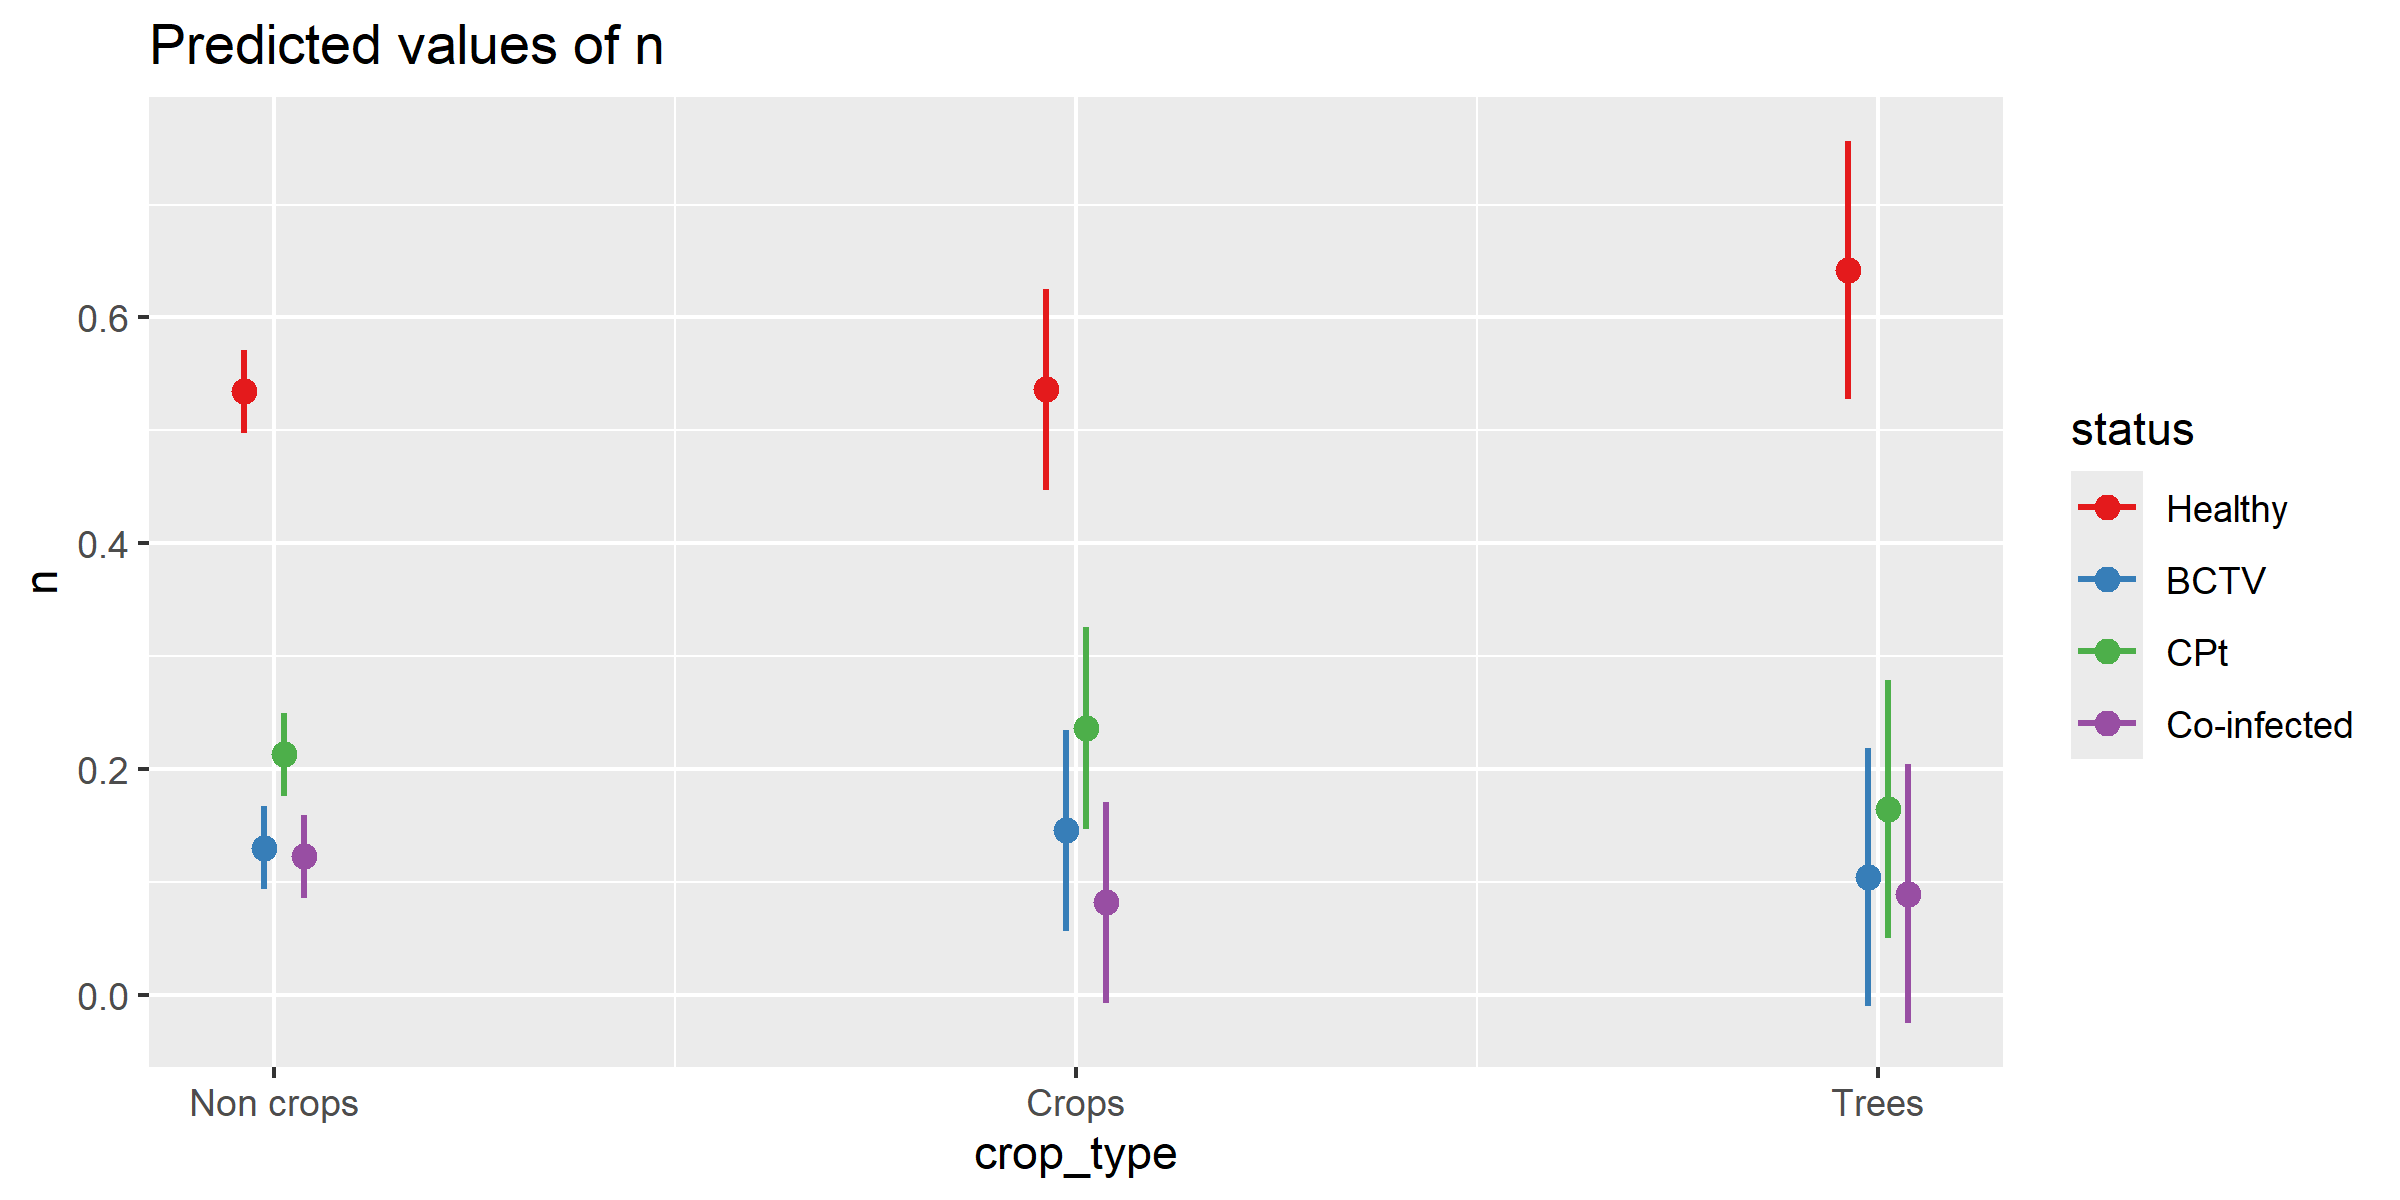 Predicted values of n
n
0.6
0.4
0.2
0.0
Non crops
Crops
Trees
crop_type
status
Healthy
BCTV
CPt
Co-infected